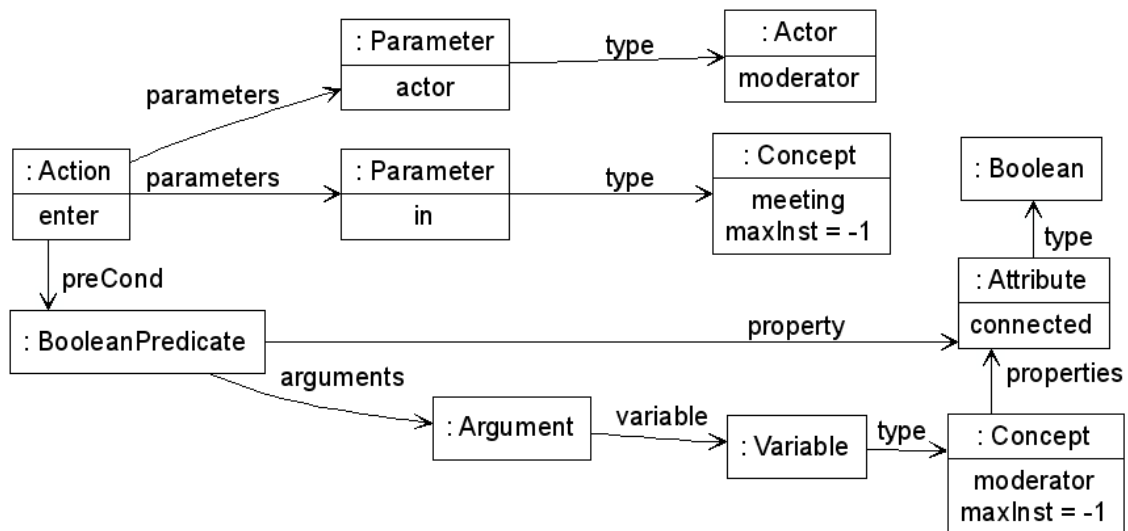 : Parameter
actor
type
: Actor
moderator
parameters
: Action
enter
parameters
: Parameter
in
type
: Concept
meeting
maxInst = -1
: Boolean
type
preCond
: Attribute
connected
: BooleanPredicate
property
properties
arguments
: Argument
variable
: Variable
type
: Concept
moderator
maxInst = -1